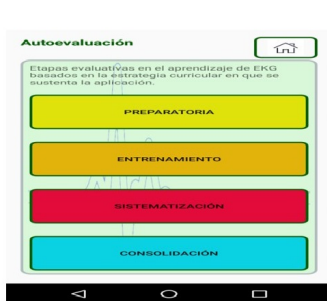 Autoevaluación
Etapas evaluativas en el aprendizaje de EKG
basados en la estrategia curricular en que se
sustenta la aplicación.
PREPARATORIA
ENTRENAMIENTO
SISTEMATIZACIÓN
CONSOLIDACIÓN